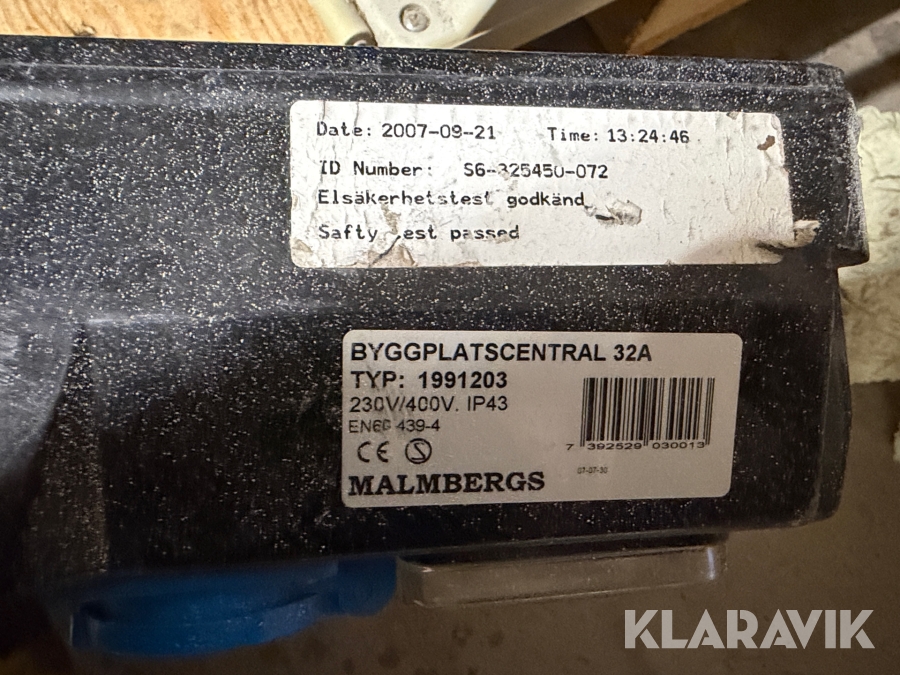 Date: 2007-09-21 Time: 13:24:46
ID Number: S6-325450-072
Elsäkerhetstest godkänd
Safty test passed
BYGGPLATSCENTRAL 32A
TYP: 1991203
230V/400V. IP43
EN60 439-4
CE S
7 392529 030013
07-07-30
MALMBERGS
KLARAVIK